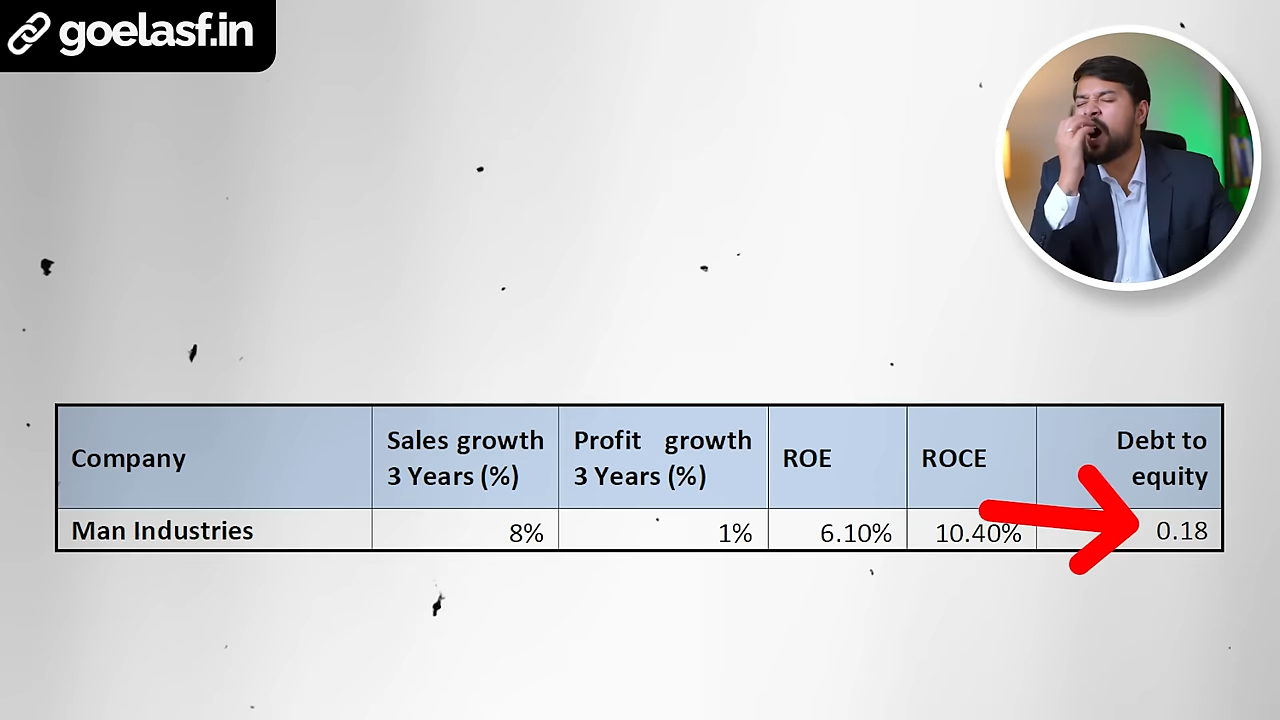 goelasf.in
Company
Sales growth
3 Years (%)
Profit growth
3 Years (%)
ROE
ROCE
Debt to
equity
Man Industries
8%
1%
6.10%
10.40%
0.18